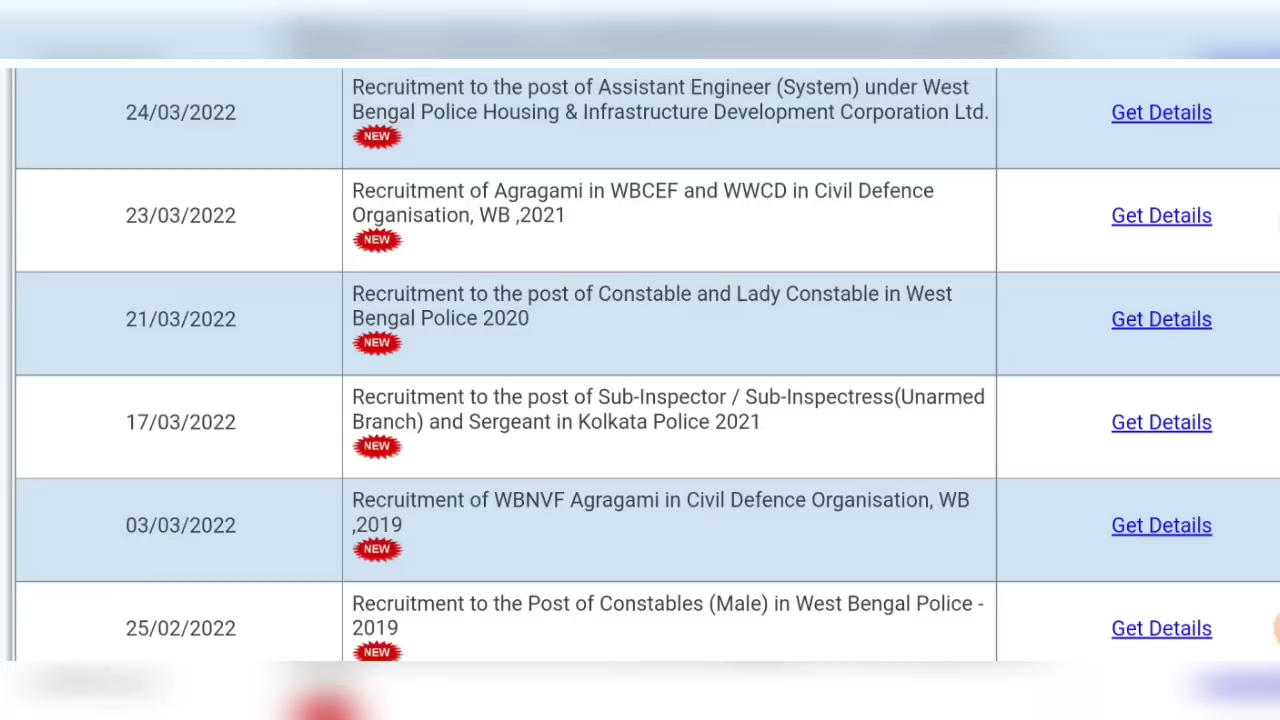 24/03/2022
Recruitment to the post of Assistant Engineer (System) under West
Bengal Police Housing & Infrastructure Development Corporation Ltd.
NEW
Get Details
23/03/2022
Recruitment of Agragami in WBCEF and WWCD in Civil Defence
Organisation, WB ,2021
NEW
Get Details
21/03/2022
Recruitment to the post of Constable and Lady Constable in West
Bengal Police 2020
NEW
Get Details
17/03/2022
Recruitment to the post of Sub-Inspector / Sub-Inspectress(Unarmed
Branch) and Sergeant in Kolkata Police 2021
NEW
Get Details
03/03/2022
Recruitment of WBNVF Agragami in Civil Defence Organisation, WB
,2019
NEW
Get Details
25/02/2022
Recruitment to the Post of Constables (Male) in West Bengal Police -
2019
NEW
Get Details